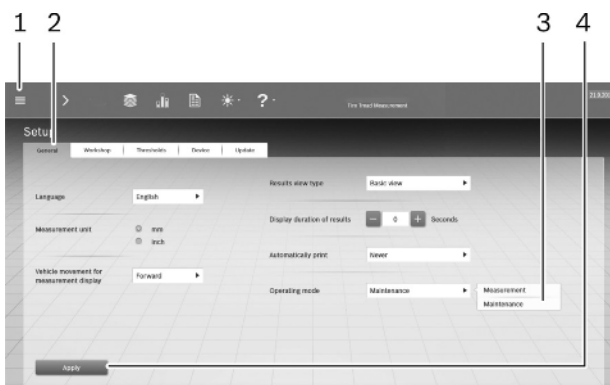 1 2 3 4
?
Tire Tread Measurement
Setup
General Workshop Thresholds Device Update
Results view type Basic view
Language English
Display duration of results − 0 + Seconds
Measurement unit mm
inch
Automatically print Never
Vehicle movement for
measurement display Forward
Operating mode Maintenance Measurement
Maintenance
Apply